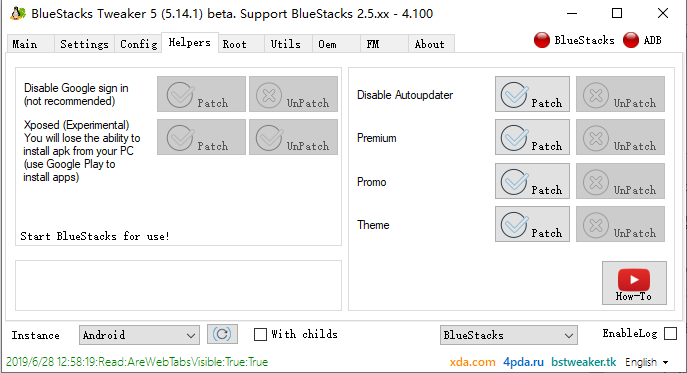 BlueStacks Tweaker 5 (5.14.1) beta. Support BlueStacks 2.5.xx - 4.100
Main Settings Config Helpers Root Utils Oem FM About BlueStacks ADB
Disable Google sign in
(not recommended)
Patch UnPatch
Xposed (Experimental)
You will lose the ability to
install apk from your PC
(use Google Play to
install apps)
Patch UnPatch
Start BlueStacks for use!
Disable Autoupdater Patch UnPatch
Premium Patch UnPatch
Promo Patch UnPatch
Theme Patch UnPatch
How-To
Instance Android With childs BlueStacks EnableLog
2019/6/28 12:58:19:Read:AreWebTabsVisible:True:True xda.com 4pda.ru bstweaker.tk English